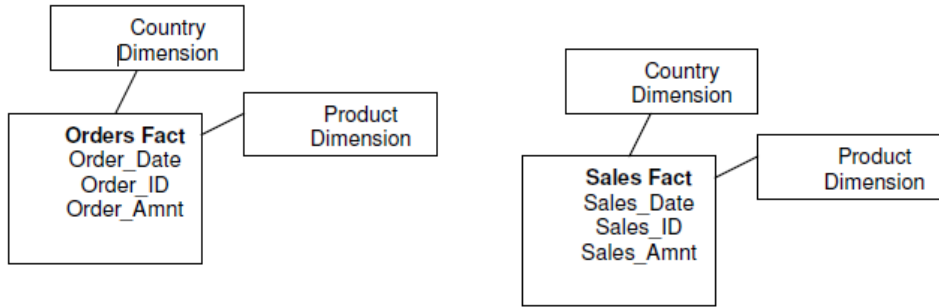 Country
Dimension
Orders Fact
Order_Date
Order_ID
Order_Amnt
Product
Dimension
Country
Dimension
Sales Fact
Sales_Date
Sales_ID
Sales_Amnt
Product
Dimension